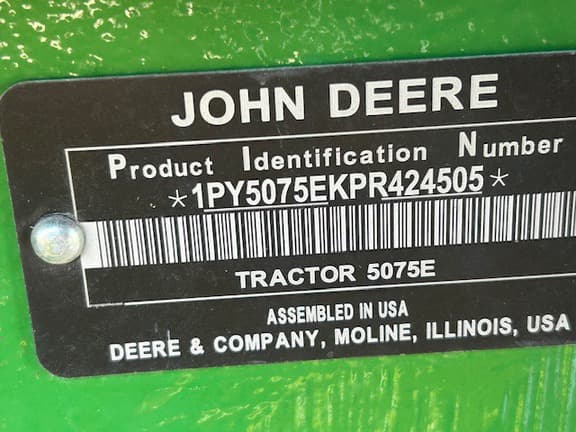 JOHN DEERE
Product Identification Number
*1PY5075EKPR424505*
TRACTOR 5075E
ASSEMBLED IN USA
DEERE & COMPANY, MOLINE, ILLINOIS, USA